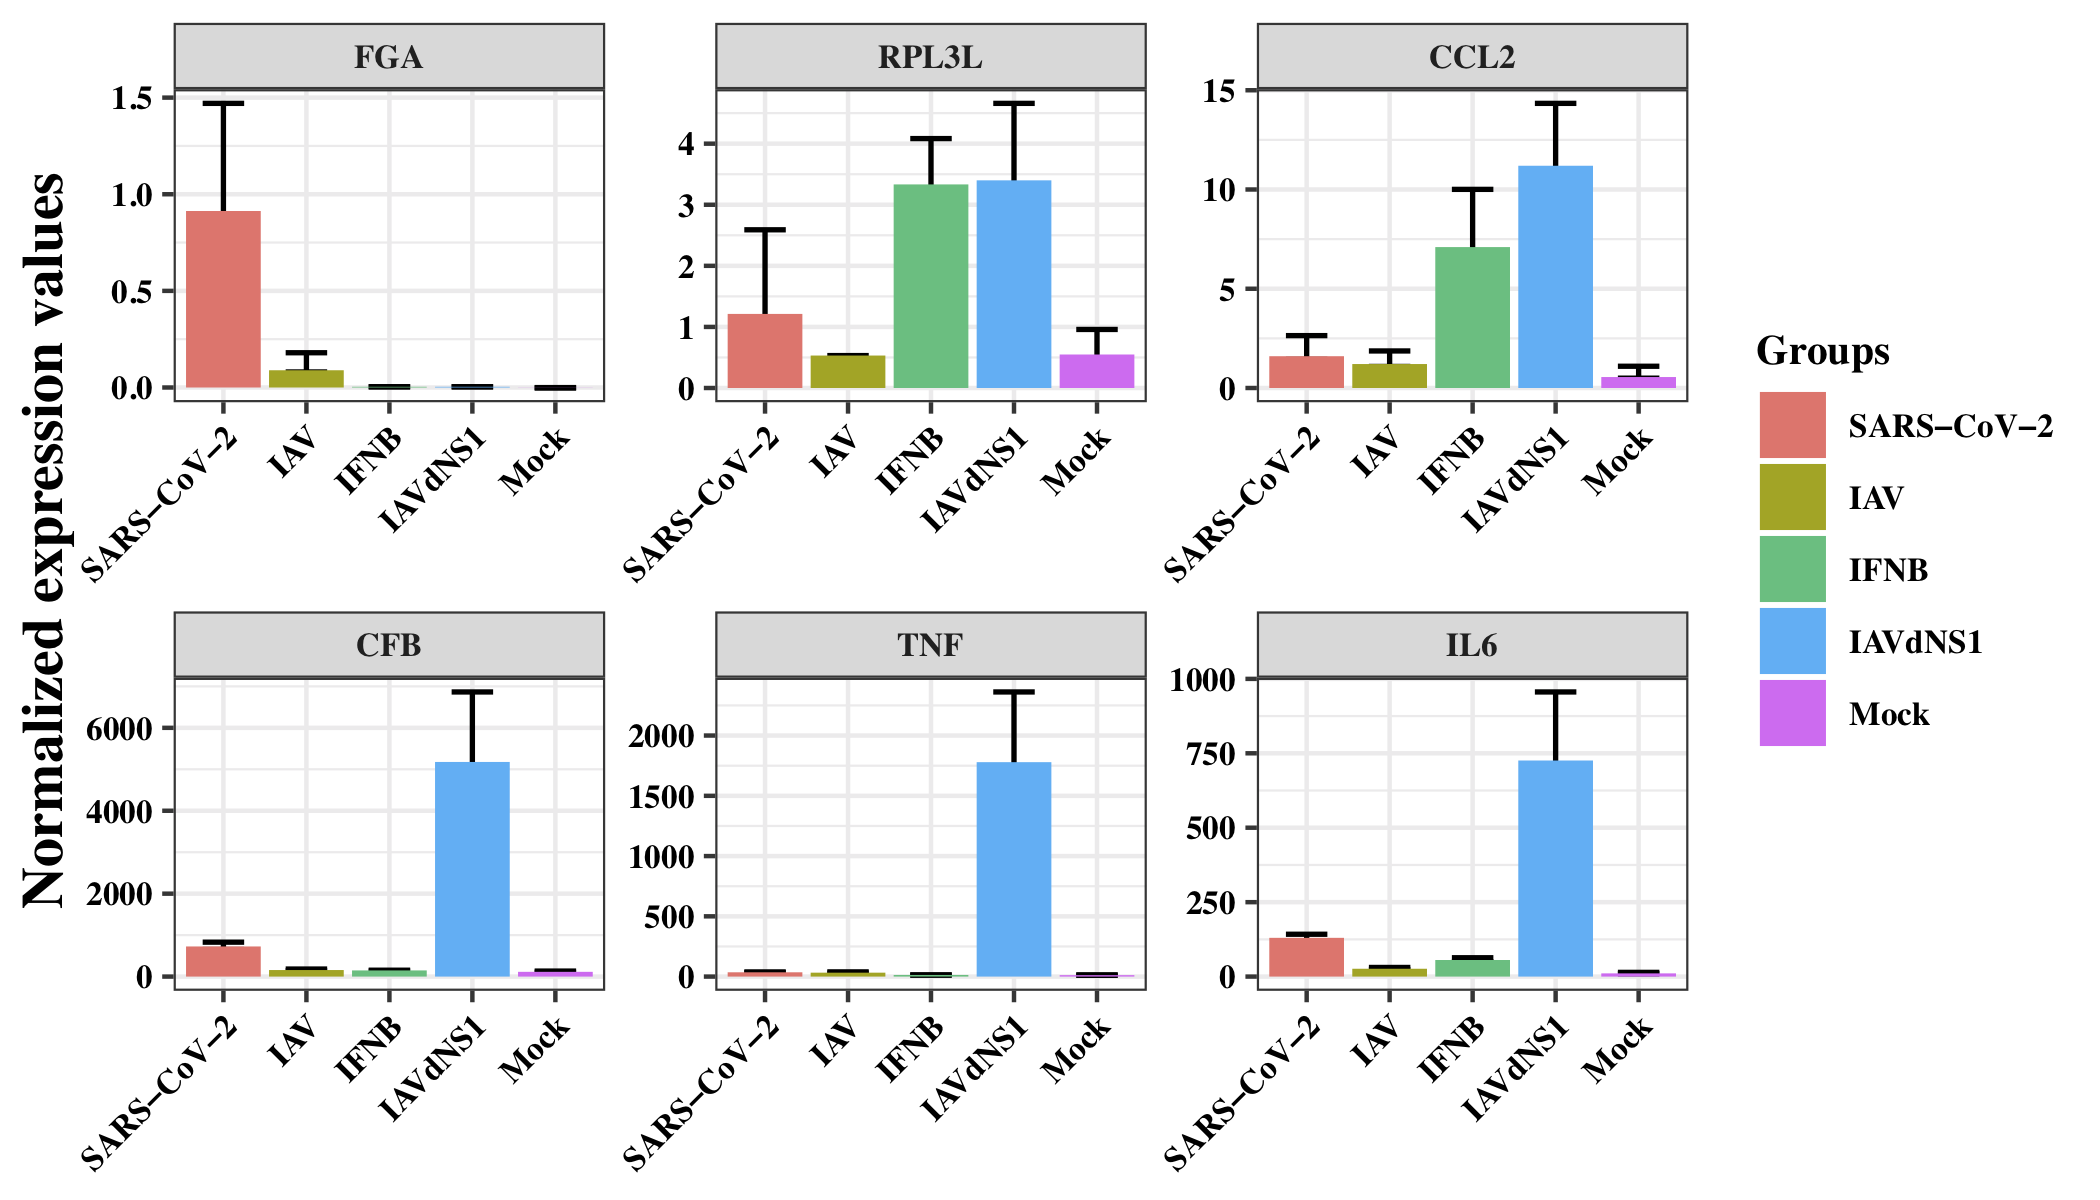 Normalized expression values
FGA
1.5
1.0
0.5
0.0
SARS−CoV−2
IAV
IFNB
IAVdNS1
Mock
RPL3L
4
3
2
1
0
SARS−CoV−2
IAV
IFNB
IAVdNS1
Mock
CCL2
15
10
5
0
SARS−CoV−2
IAV
IFNB
IAVdNS1
Mock
CFB
6000
4000
2000
0
SARS−CoV−2
IAV
IFNB
IAVdNS1
Mock
TNF
2000
1500
1000
500
0
SARS−CoV−2
IAV
IFNB
IAVdNS1
Mock
IL6
1000
750
500
250
0
SARS−CoV−2
IAV
IFNB
IAVdNS1
Mock
Groups
SARS−CoV−2
IAV
IFNB
IAVdNS1
Mock